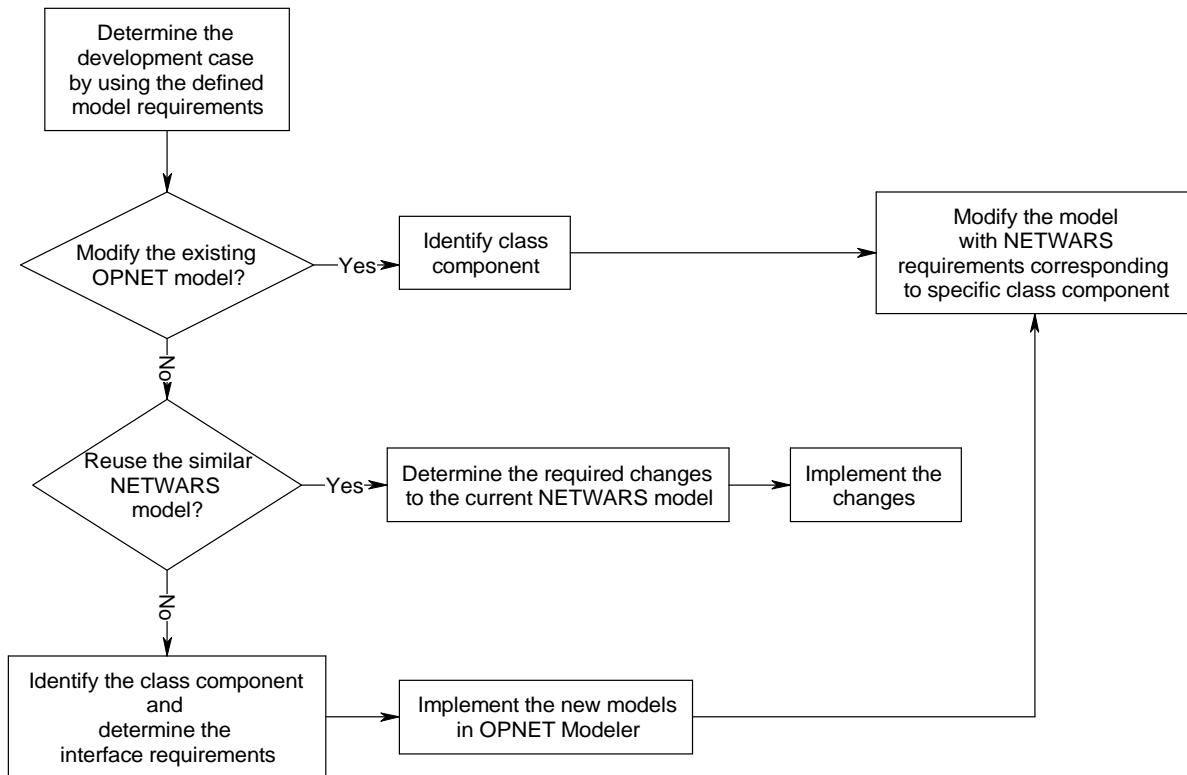 Determine the
development case
by using the defined
model requirements
Modify the existing
OPNET model?
Yes
Identify class
component
Modify the model
with NETWARS
requirements corresponding
to specific class component
No
Reuse the similar
NETWARS
model?
Yes
Determine the required changes
to the current NETWARS model
Implement the
changes
No
Identify the class component
and
determine the
interface requirements
Implement the new models
in OPNET Modeler